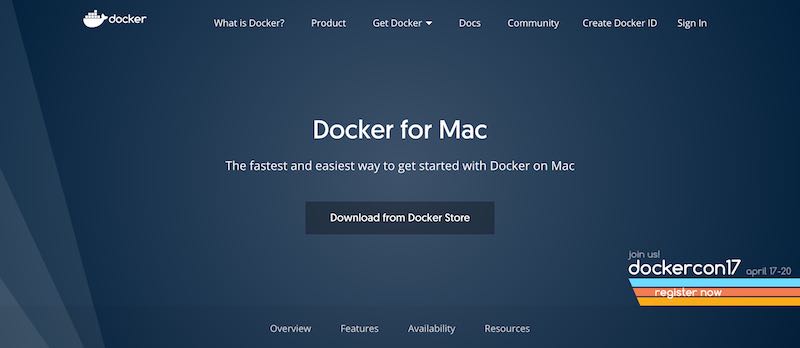 docker What is Docker? Product Get Docker Docs Community Create Docker ID Sign In
Docker for Mac
The fastest and easiest way to get started with Docker on Mac
Download from Docker Store
join us!
dockercon17 april 17-20
register now
Overview Features Availability Resources